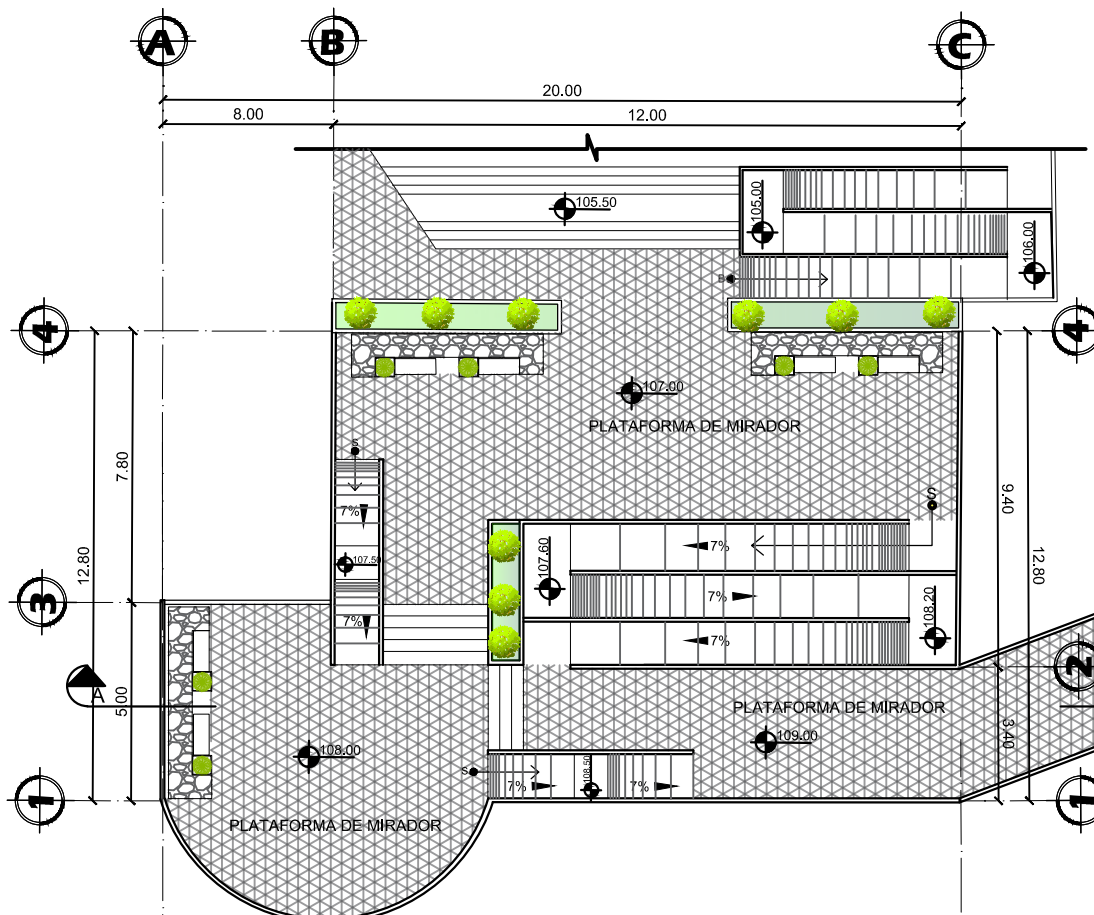 A
B
C
20.00
8.00
12.00
105.50
105.00
106.00
B
4
4
107.00
PLATAFORMA DE MIRADOR
S
S
7.80
12.80
9.40
12.80
7%
107.50
7%
7%
107.60
7%
108.20
7%
3
2
A
5.00
3.40
PLATAFORMA DE MIRADOR
109.00
108.00
S
7%
108.50
7%
1
1
PLATAFORMA DE MIRADOR